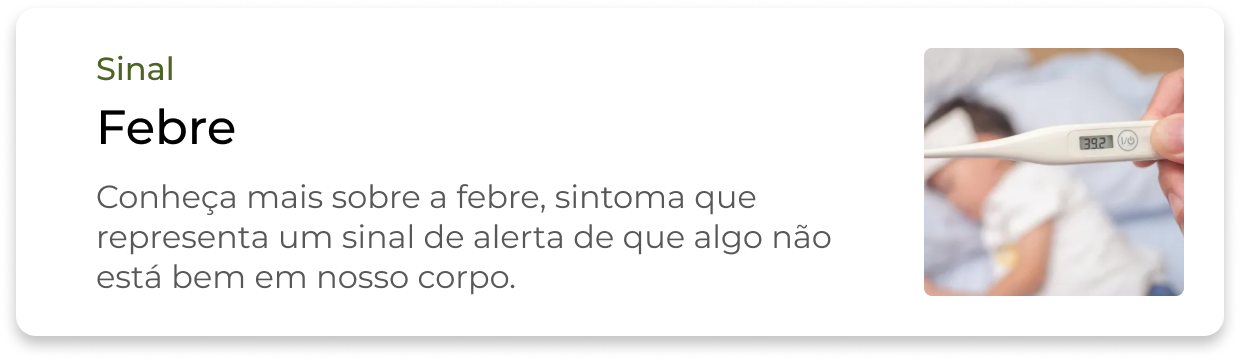 Sinal
Febre
Conheça mais sobre a febre, sintoma que
representa um sinal de alerta de que algo não
está bem em nosso corpo.
39.2
I/